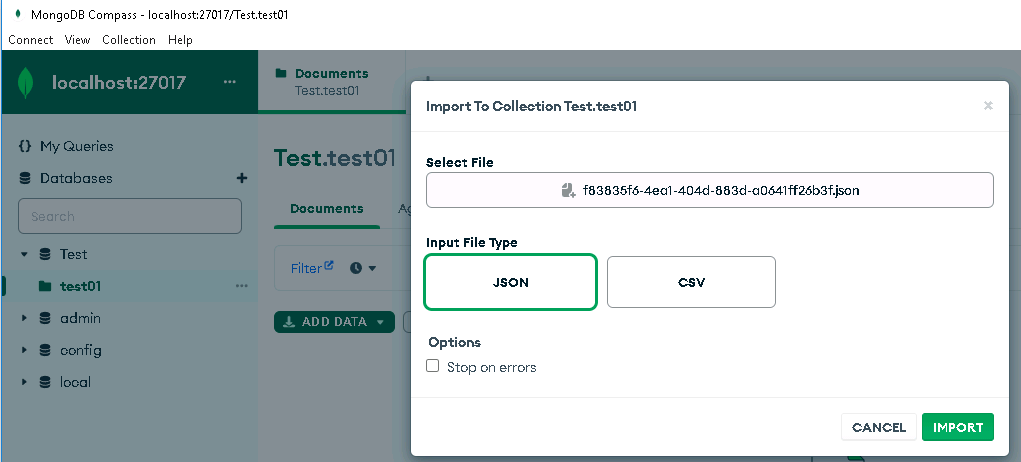 MongoDB Compass - localhost:27017/Test.test01
Connect View Collection Help
localhost:27017 ...
Documents
Test.test01
My Queries
Databases +
Search
Test
test01 ...
admin
config
local
Test.test01
Documents
Filter
ADD DATA
Import To Collection Test.test01 ×
Select File
f83835f6-4ea1-404d-883d-a0641ff26b3f.json
Input File Type
JSON CSV
Options
Stop on errors
CANCEL IMPORT